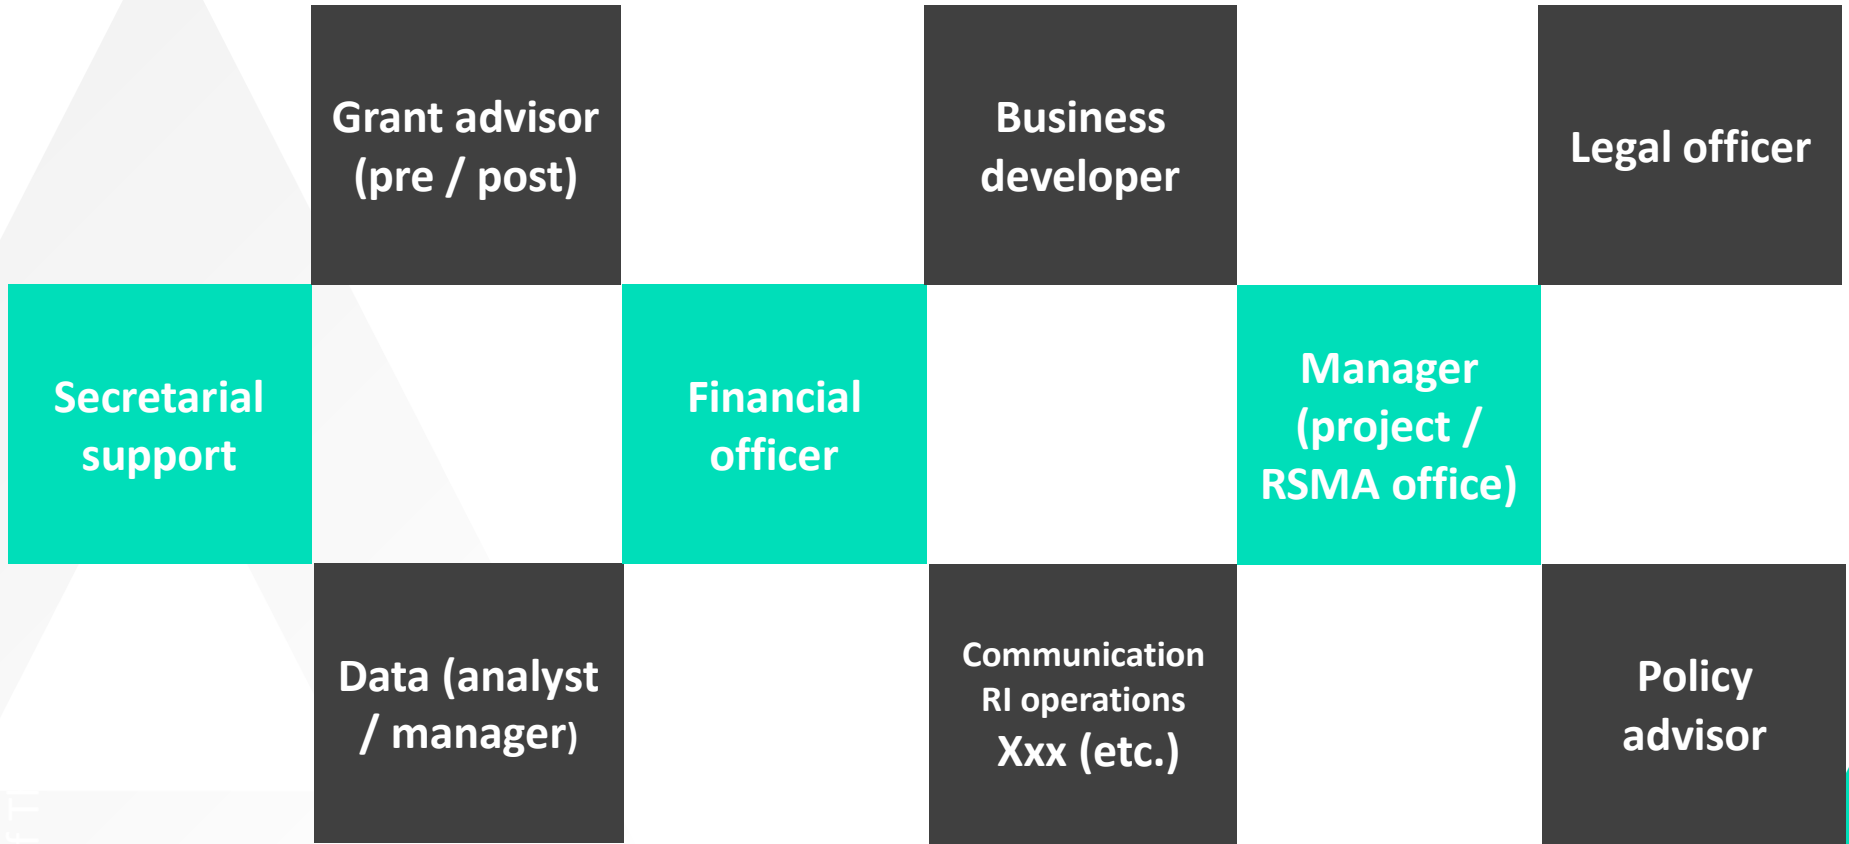 Grant advisor
(pre / post)
Business
developer
Legal officer
Secretarial
support
Financial
officer
Manager
(project /
RSMA office)
Data (analyst
/ manager)
Communication
RI operations
Xxx (etc.)
Policy
advisor